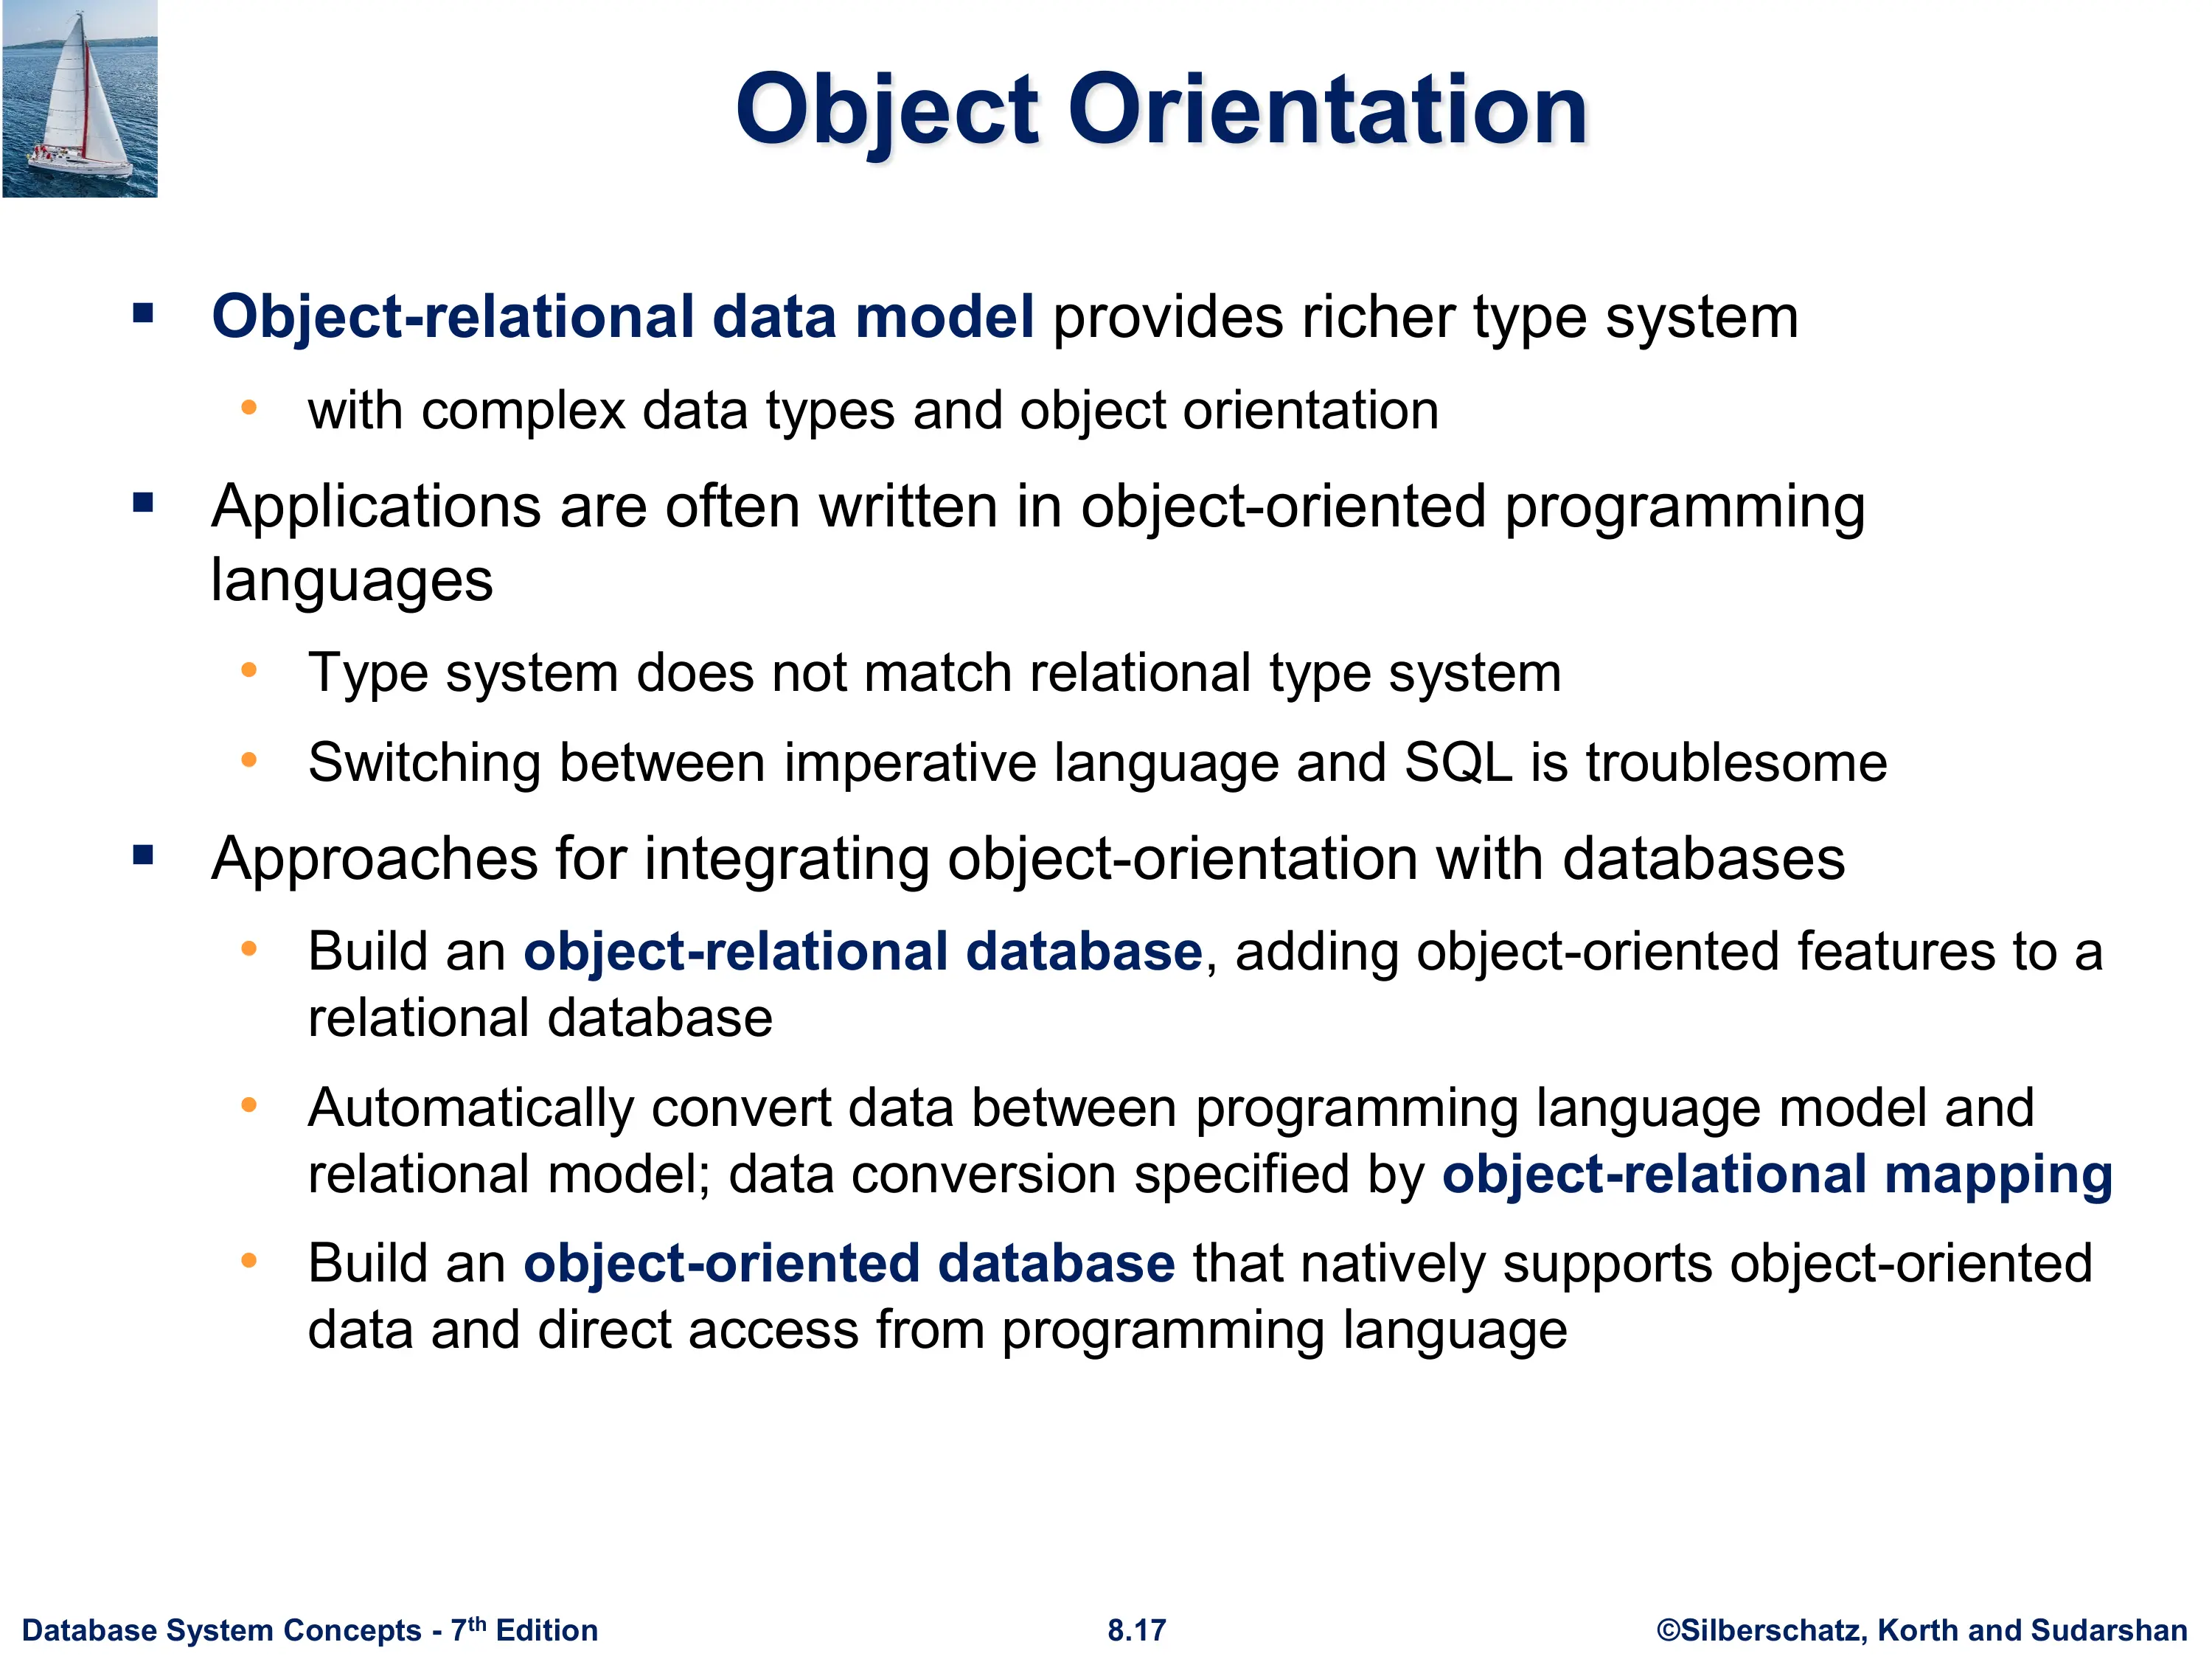 Object Orientation
▪ Object-relational data model provides richer type system
• with complex data types and object orientation
▪ Applications are often written in object-oriented programming
languages
• Type system does not match relational type system
• Switching between imperative language and SQL is troublesome
▪ Approaches for integrating object-orientation with databases
• Build an object-relational database, adding object-oriented features to a
relational database
• Automatically convert data between programming language model and
relational model; data conversion specified by object-relational mapping
• Build an object-oriented database that natively supports object-oriented
data and direct access from programming language
Database System Concepts - 7th Edition 8.17 ©Silberschatz, Korth and Sudarshan